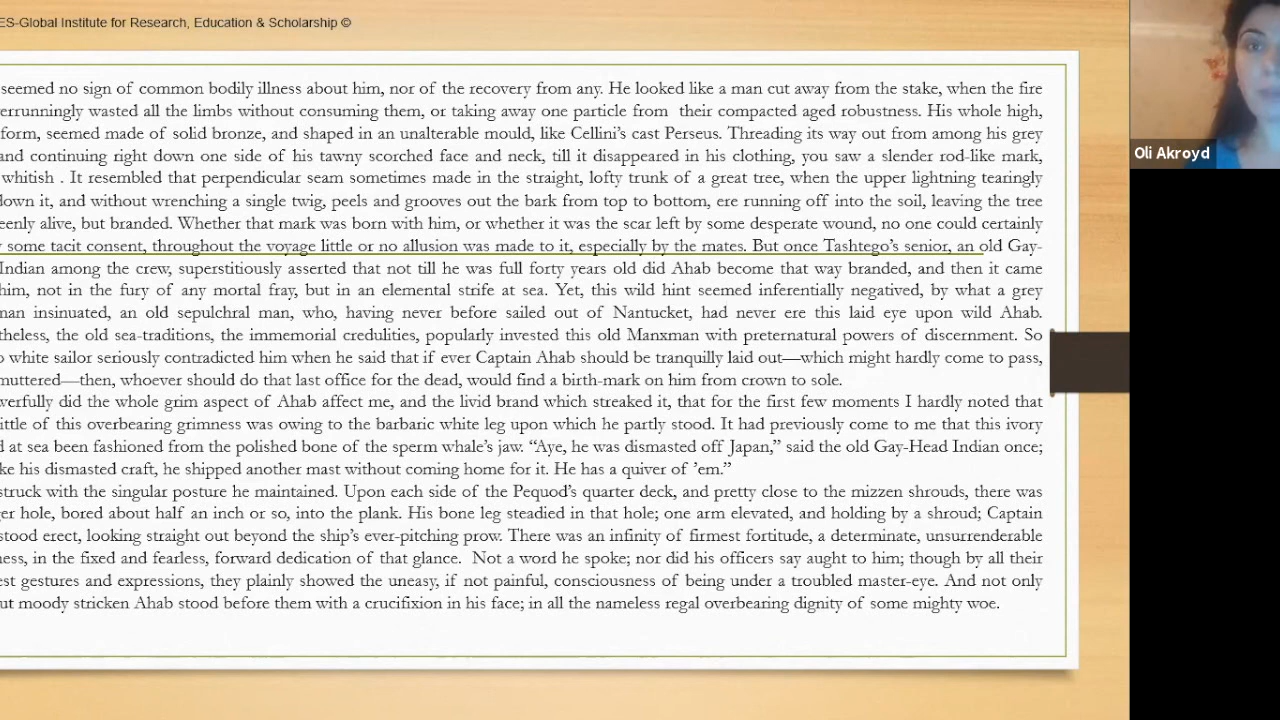 ES-Global Institute for Research, Education & Scholarship ©
seemed no sign of common bodily illness about him, nor of the recovery from any. He looked like a man cut away from the stake, when the fire
errunningly wasted all the limbs without consuming them, or taking away one particle from their compacted aged robustness. His whole high,
form, seemed made of solid bronze, and shaped in an unalterable mould, like Cellini’s cast Perseus. Threading its way out from among his grey
and continuing right down one side of his tawny scorched face and neck, till it disappeared in his clothing, you saw a slender rod-like mark,
whitish . It resembled that perpendicular seam sometimes made in the straight, lofty trunk of a great tree, when the upper lightning tearingly
down it, and without wrenching a single twig, peels and grooves out the bark from top to bottom, ere running off into the soil, leaving the tree
eenly alive, but branded. Whether that mark was born with him, or whether it was the scar left by some desperate wound, no one could certainly
some tacit consent, throughout the voyage little or no allusion was made to it, especially by the mates. But once Tashtego’s senior, an old Gay-
Indian among the crew, superstitiously asserted that not till he was full forty years old did Ahab become that way branded, and then it came
him, not in the fury of any mortal fray, but in an elemental strife at sea. Yet, this wild hint seemed inferentially negatived, by what a grey
man insinuated, an old sepulchral man, who, having never before sailed out of Nantucket, had never ere this laid eye upon wild Ahab.
theless, the old sea-traditions, the immemorial credulities, popularly invested this old Manxman with preternatural powers of discernment. So
o white sailor seriously contradicted him when he said that if ever Captain Ahab should be tranquilly laid out—which might hardly come to pass,
muttered—then, whoever should do that last office for the dead, would find a birth-mark on him from crown to sole.
werfully did the whole grim aspect of Ahab affect me, and the livid brand which streaked it, that for the first few moments I hardly noted that
ittle of this overbearing grimness was owing to the barbaric white leg upon which he partly stood. It had previously come to me that this ivory
d at sea been fashioned from the polished bone of the sperm whale’s jaw. “Aye, he was dismasted off Japan,” said the old Gay-Head Indian once;
ke his dismasted craft, he shipped another mast without coming home for it. He has a quiver of ’em.”
struck with the singular posture he maintained. Upon each side of the Pequod’s quarter deck, and pretty close to the mizzen shrouds, there was
er hole, bored about half an inch or so, into the plank. His bone leg steadied in that hole; one arm elevated, and holding by a shroud; Captain
stood erect, looking straight out beyond the ship’s ever-pitching prow. There was an infinity of firmest fortitude, a determinate, unsurrenderable
ness, in the fixed and fearless, forward dedication of that glance. Not a word he spoke; nor did his officers say aught to him; though by all their
est gestures and expressions, they plainly showed the uneasy, if not painful, consciousness of being under a troubled master-eye. And not only
ut moody stricken Ahab stood before them with a crucifixion in his face; in all the nameless regal overbearing dignity of some mighty woe.
Oli Akroyd